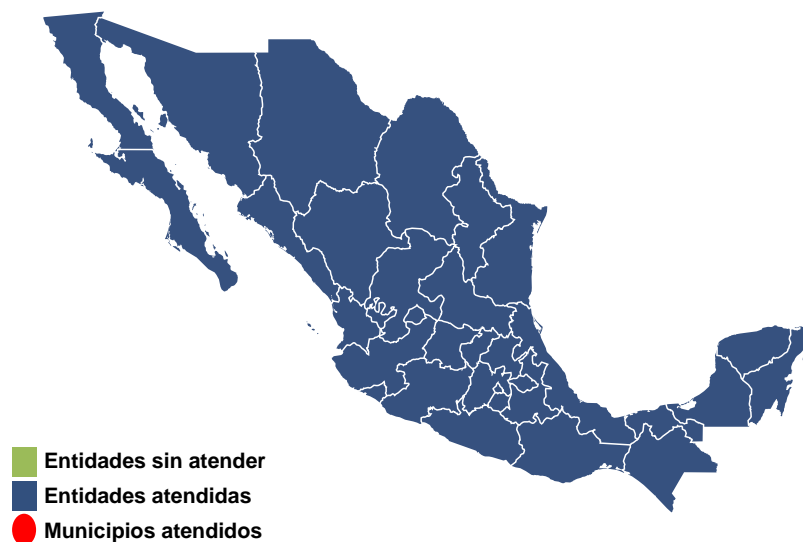 Entidades sin atender
Entidades atendidas
Municipios atendidos